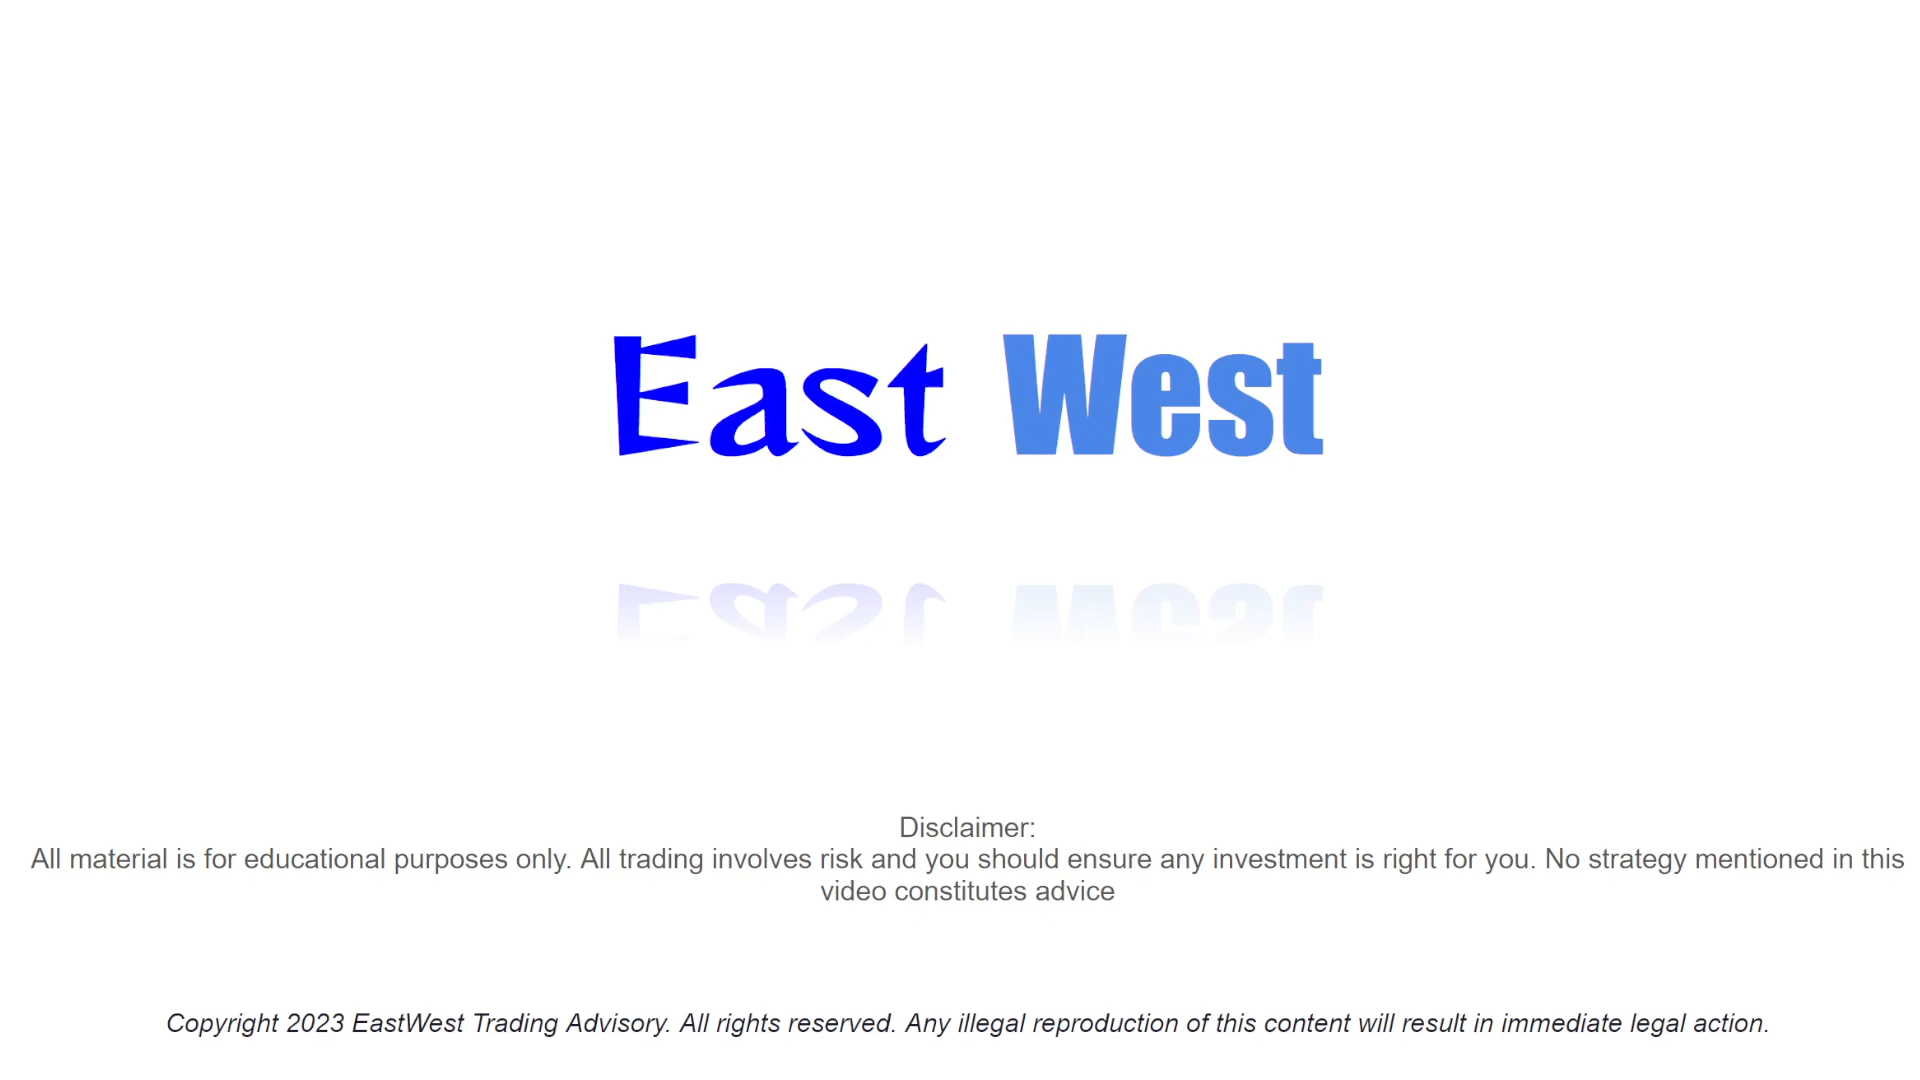 East West
Disclaimer:
All material is for educational purposes only. All trading involves risk and you should ensure any investment is right for you. No strategy mentioned in this
video constitutes advice
Copyright 2023 EastWest Trading Advisory. All rights reserved. Any illegal reproduction of this content will result in immediate legal action.